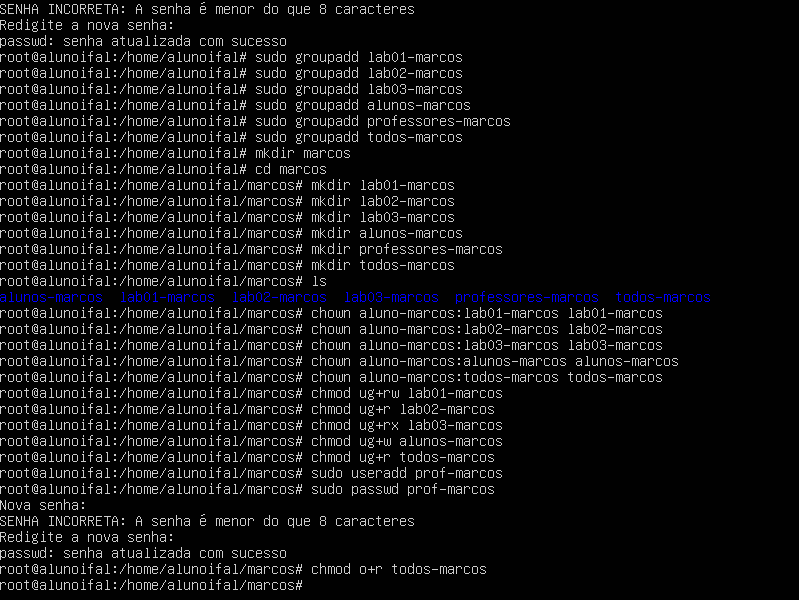 SENHA INCORRETA: A senha é menor do que 8 caracteres
Redigite a nova senha:
passwd: senha atualizada com sucesso
root@alunoifal:/home/alunoifal# sudo groupadd lab01-marcos
root@alunoifal:/home/alunoifal# sudo groupadd lab02-marcos
root@alunoifal:/home/alunoifal# sudo groupadd lab03-marcos
root@alunoifal:/home/alunoifal# sudo groupadd alunos-marcos
root@alunoifal:/home/alunoifal# sudo groupadd professores-marcos
root@alunoifal:/home/alunoifal# sudo groupadd todos-marcos
root@alunoifal:/home/alunoifal# mkdir marcos
root@alunoifal:/home/alunoifal# cd marcos
root@alunoifal:/home/alunoifal/marcos# mkdir lab01-marcos
root@alunoifal:/home/alunoifal/marcos# mkdir lab02-marcos
root@alunoifal:/home/alunoifal/marcos# mkdir lab03-marcos
root@alunoifal:/home/alunoifal/marcos# mkdir alunos-marcos
root@alunoifal:/home/alunoifal/marcos# mkdir professores-marcos
root@alunoifal:/home/alunoifal/marcos# mkdir todos-marcos
root@alunoifal:/home/alunoifal/marcos# ls
alunos-marcos  lab01-marcos  lab02-marcos  lab03-marcos  professores-marcos  todos-marcos
root@alunoifal:/home/alunoifal/marcos# chown aluno-marcos:lab01-marcos lab01-marcos
root@alunoifal:/home/alunoifal/marcos# chown aluno-marcos:lab02-marcos lab02-marcos
root@alunoifal:/home/alunoifal/marcos# chown aluno-marcos:lab03-marcos lab03-marcos
root@alunoifal:/home/alunoifal/marcos# chown aluno-marcos:alunos-marcos alunos-marcos
root@alunoifal:/home/alunoifal/marcos# chown aluno-marcos:todos-marcos todos-marcos
root@alunoifal:/home/alunoifal/marcos# chmod ug+rw lab01-marcos
root@alunoifal:/home/alunoifal/marcos# chmod ug+r lab02-marcos
root@alunoifal:/home/alunoifal/marcos# chmod ug+rx lab03-marcos
root@alunoifal:/home/alunoifal/marcos# chmod ug+w alunos-marcos
root@alunoifal:/home/alunoifal/marcos# chmod ug+r todos-marcos
root@alunoifal:/home/alunoifal/marcos# sudo useradd prof-marcos
root@alunoifal:/home/alunoifal/marcos# sudo passwd prof-marcos
Nova senha:
SENHA INCORRETA: A senha é menor do que 8 caracteres
Redigite a nova senha:
passwd: senha atualizada com sucesso
root@alunoifal:/home/alunoifal/marcos# chmod o+r todos-marcos
root@alunoifal:/home/alunoifal/marcos#